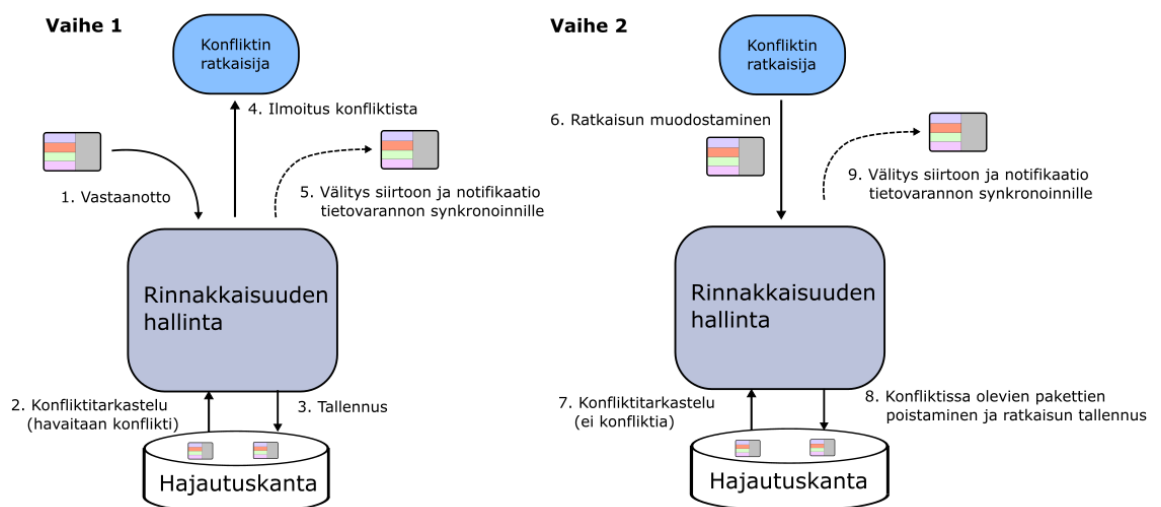 Vaihe 1
Konfliktin
ratkaisija
4. Ilmoitus konfliktista
1. Vastaanotto
5. Välitys siirtoon ja notifikaatio
tietovarannon synkronoinnille
Rinnakkaisuuden
hallinta
2. Konfliktitarkastelu
(havaitaan konflikti)
3. Tallennus
Hajautuskanta
Vaihe 2
Konfliktin
ratkaisija
6. Ratkaisun muodostaminen
9. Välitys siirtoon ja notifikaatio
tietovarannon synkronoinnille
Rinnakkaisuuden
hallinta
7. Konfliktitarkastelu
(ei konfliktia)
8. Konfliktissa olevien pakettien
poistaminen ja ratkaisun tallennus
Hajautuskanta